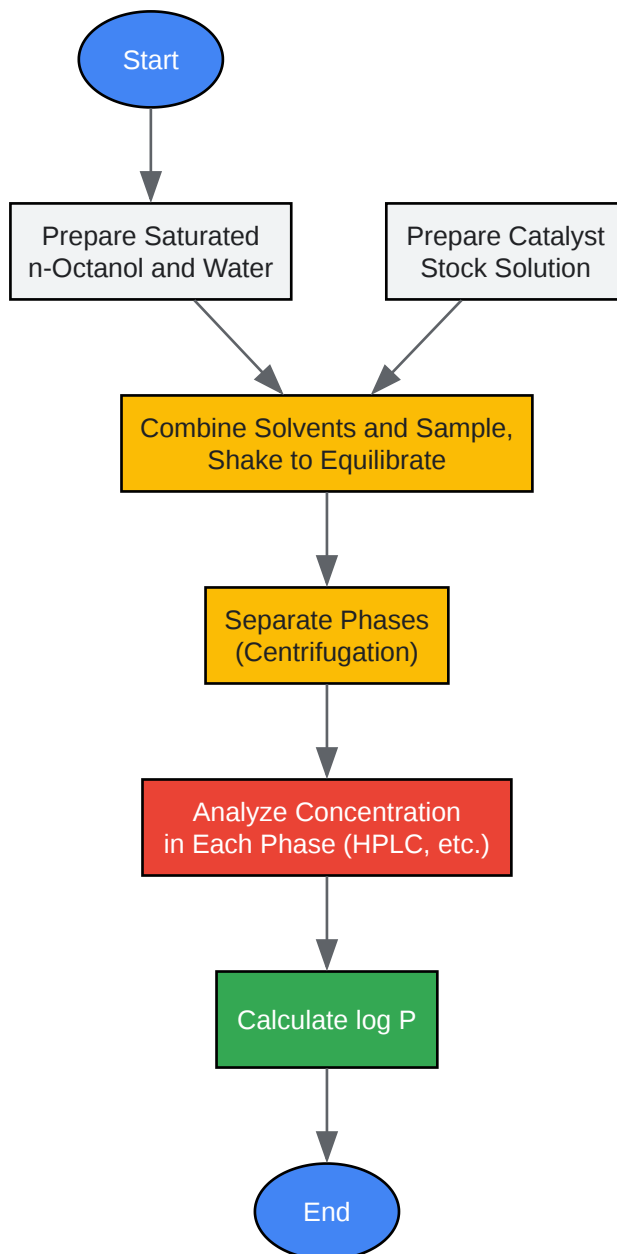 Start
Prepare Saturated
n-Octanol and Water
Prepare Catalyst
Stock Solution
Combine Solvents and Sample,
Shake to Equilibrate
Separate Phases
(Centrifugation)
Analyze Concentration
in Each Phase (HPLC, etc.)
Calculate log P
End